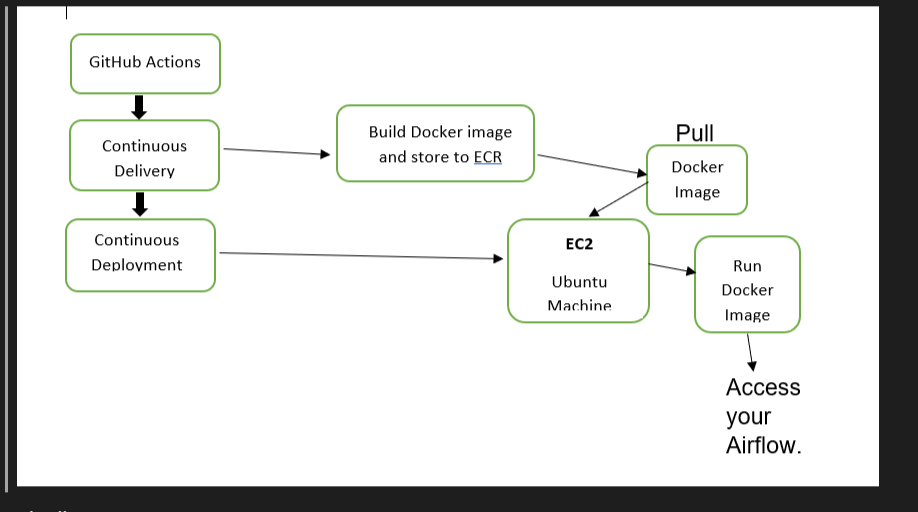 GitHub Actions
Continuous
Delivery
Build Docker image
and store to ECR
Pull
Docker
Image
Continuous
Deployment
EC2
Ubuntu
Machine
Run
Docker
Image
Access
your
Airflow.